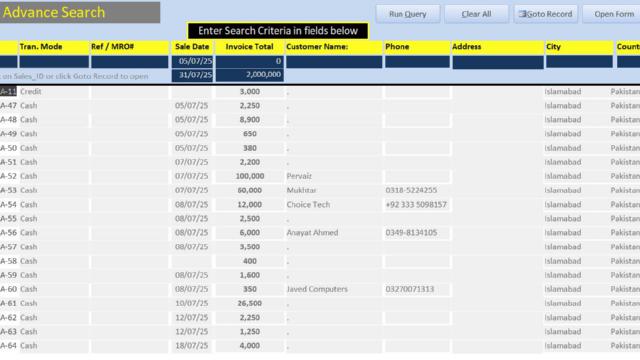 Advance Search Run Query Clear All Goto Record Open Form
Enter Search Criteria in fields below
Tran. Mode Ref / MRO# Sale Date Invoice Total Customer Name: Phone Address City Count
05/07/25 0
on Sales_ID or click Goto Record to open 31/07/25 2,000,000
A-11 Credit 3,000 . Islamabad Pakistan
A-47 Cash 05/07/25 2,250 . Islamabad Pakistan
A-48 Cash 05/07/25 8,900 . Islamabad Pakistan
A-49 Cash 05/07/25 650 . Islamabad Pakistan
A-50 Cash 05/07/25 380 . Islamabad Pakistan
A-51 Cash 07/07/25 2,200 . Islamabad Pakistan
A-52 Cash 07/07/25 100,000 Pervaiz Islamabad Pakistan
A-53 Cash 07/07/25 60,000 Mukhtar 0318-5224255 Islamabad Pakistan
A-54 Cash 08/07/25 12,000 Choice Tech +92 333 5098157 Islamabad Pakistan
A-55 Cash 08/07/25 2,500 . Islamabad Pakistan
A-56 Cash 08/07/25 6,000 Anayat Ahmed 0349-8134105 Islamabad Pakistan
A-57 Cash 08/07/25 3,500 . Islamabad Pakistan
A-58 Cash 400 . Islamabad Pakistan
A-59 Cash 08/07/25 1,600 . Islamabad Pakistan
A-60 Cash 08/07/25 350 Javed Computers 03270071313 Islamabad Pakistan
A-61 Cash 10/07/25 26,500 . Islamabad Pakistan
A-62 Cash 12/07/25 2,250 . Islamabad Pakistan
A-63 Cash 12/07/25 1,250 . Islamabad Pakistan
A-64 Cash 18/07/25 4,000 . Islamabad Pakistan